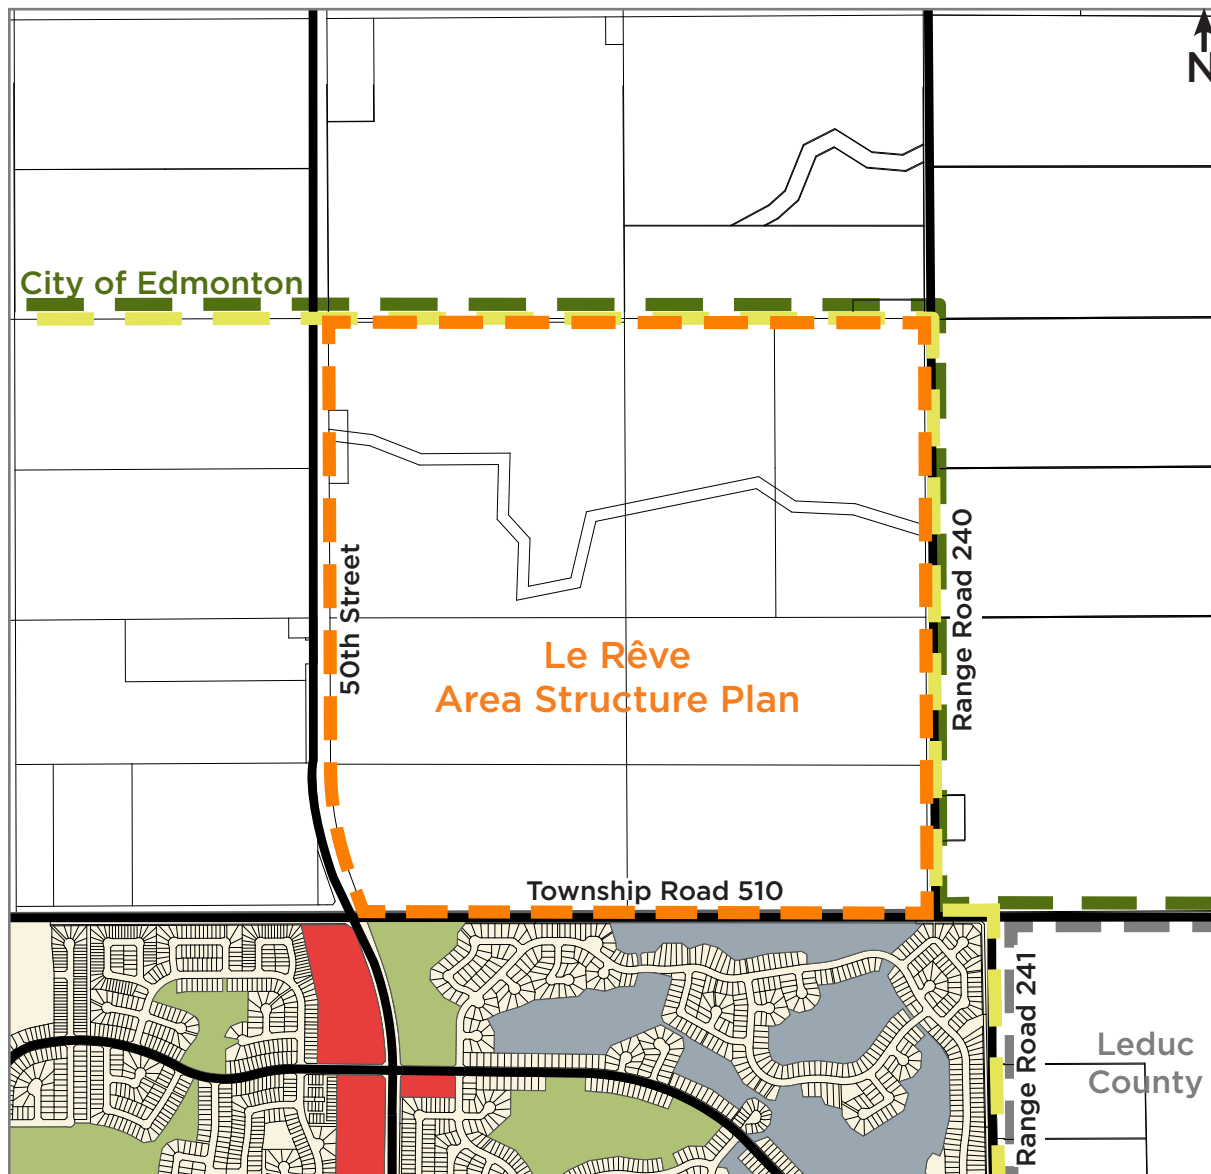 N
City of Edmonton
50th Street
Range Road 240
Le Rêve
Area Structure Plan
Township Road 510
Range Road 241
Leduc
County